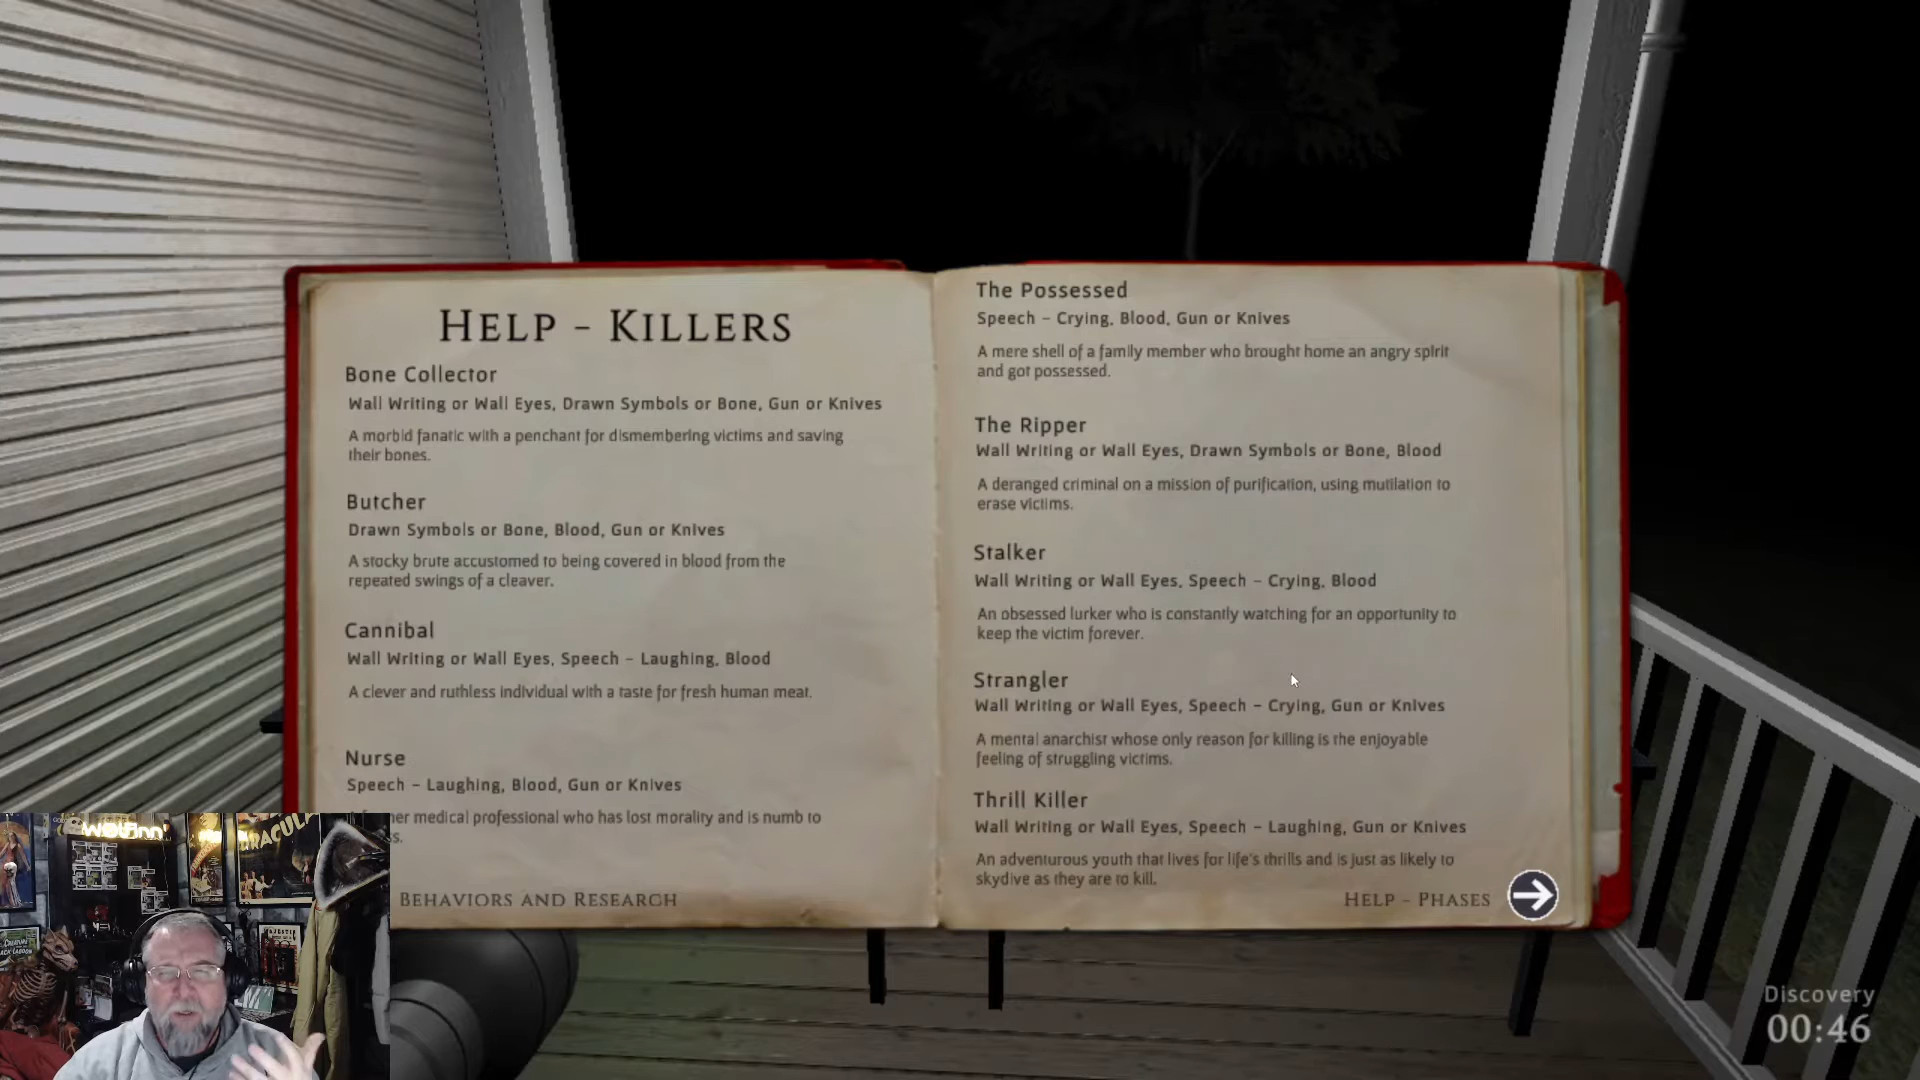 HELP - KILLERS
Bone Collector
Wall Writing or Wall Eyes, Drawn Symbols or Bone, Gun or Knives
A morbid fanatic with a penchant for dismembering victims and saving
their bones.
Butcher
Drawn Symbols or Bone, Blood, Gun or Knives
A stocky brute accustomed to being covered in blood from the
repeated swings of a cleaver.
Cannibal
Wall Writing or Wall Eyes, Speech - Laughing, Blood
A clever and ruthless individual with a taste for fresh human meat.
Nurse
Speech - Laughing, Blood, Gun or Knives
medical professional who has lost morality and is numb to
BEHAVIORS AND RESEARCH
The Possessed
Speech - Crying, Blood, Gun or Knives
A mere shell of a family member who brought home an angry spirit
and got possessed.
The Ripper
Wall Writing or Wall Eyes, Drawn Symbols or Bone, Blood
A deranged criminal on a mission of purification, using mutilation to
erase victims.
Stalker
Wall Writing or Wall Eyes, Speech - Crying, Blood
An obsessed lurker who is constantly watching for an opportunity to
keep the victim forever.
Strangler
Wall Writing or Wall Eyes, Speech - Crying, Gun or Knives
A mental anarchist whose only reason for killing is the enjoyable
feeling of struggling victims.
Thrill Killer
Wall Writing or Wall Eyes, Speech - Laughing, Gun or Knives
An adventurous youth that lives for life's thrills and is just as likely to
skydive as they are to kill.
HELP - PHASES
Discovery
00:46
DRACULA